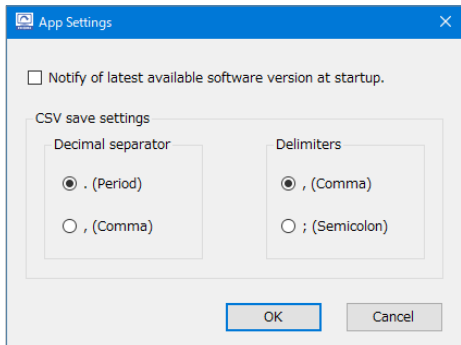 App Settings
Notify of latest available software version at startup.
CSV save settings
Decimal separator
Delimiters
. (Period)
, (Comma)
, (Comma)
; (Semicolon)
OK
Cancel